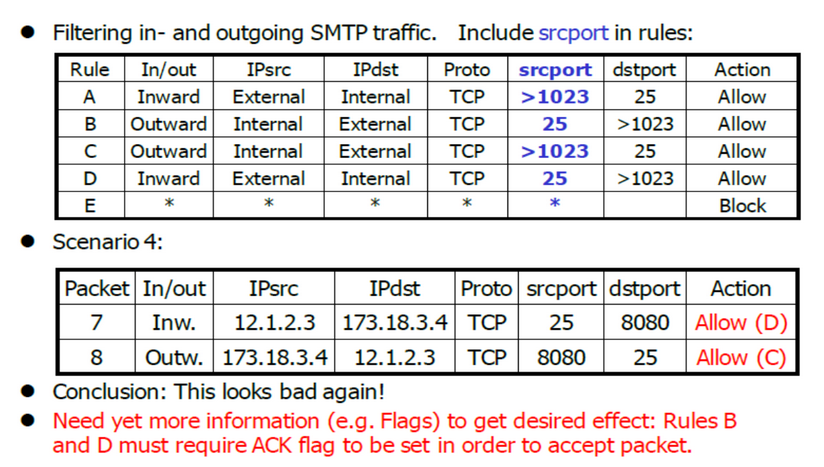 ● Filtering in- and outgoing SMTP traffic. Include srcport in rules:
Rule In/out IPsrc IPdst Proto srcport dstport Action
A Inward External Internal TCP >1023 25 Allow
B Outward Internal External TCP 25 >1023 Allow
C Outward Internal External TCP >1023 25 Allow
D Inward External Internal TCP 25 >1023 Allow
E * * * * * Block
● Scenario 4:
Packet In/out IPsrc IPdst Proto srcport dstport Action
7 Inw. 12.1.2.3 173.18.3.4 TCP 25 8080 Allow (D)
8 Outw. 173.18.3.4 12.1.2.3 TCP 8080 25 Allow (C)
● Conclusion: This looks bad again!
● Need yet more information (e.g. Flags) to get desired effect: Rules B
and D must require ACK flag to be set in order to accept packet.